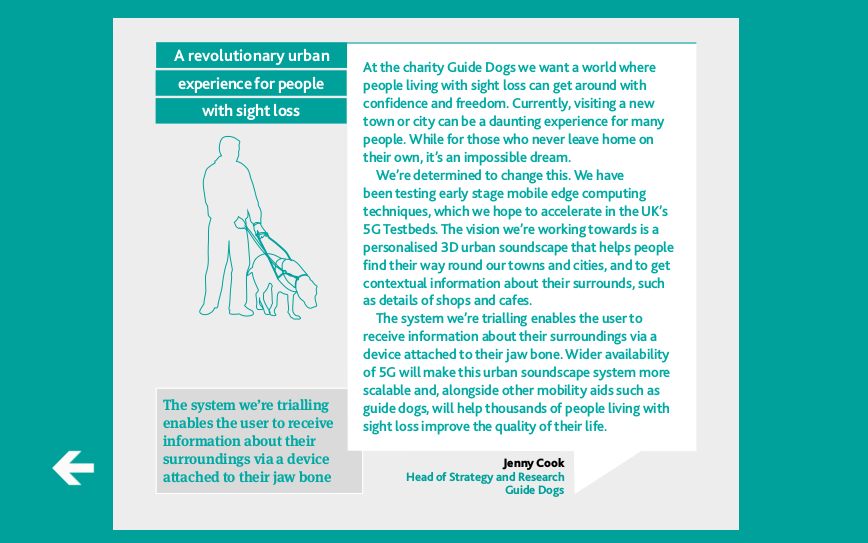 A revolutionary urban
experience for people
with sight loss
At the charity Guide Dogs we want a world where
people living with sight loss can get around with
confidence and freedom. Currently, visiting a new
town or city can be a daunting experience for many
people. While for those who never leave home on
their own, it’s an impossible dream.
We’re determined to change this. We have
been testing early stage mobile edge computing
techniques, which we hope to accelerate in the UK’s
5G Testbeds. The vision we’re working towards is a
personalised 3D urban soundscape that helps people
find their way round our towns and cities, and to get
contextual information about their surrounds, such
as details of shops and cafes.
The system we’re trialling enables the user to
receive information about their surroundings via a
device attached to their jaw bone. Wider availability
of 5G will make this urban soundscape system more
scalable and, alongside other mobility aids such as
guide dogs, will help thousands of people living with
sight loss improve the quality of their life.
The system we’re trialling
enables the user to receive
information about their
surroundings via a device
attached to their jaw bone
Jenny Cook
Head of Strategy and Research
Guide Dogs